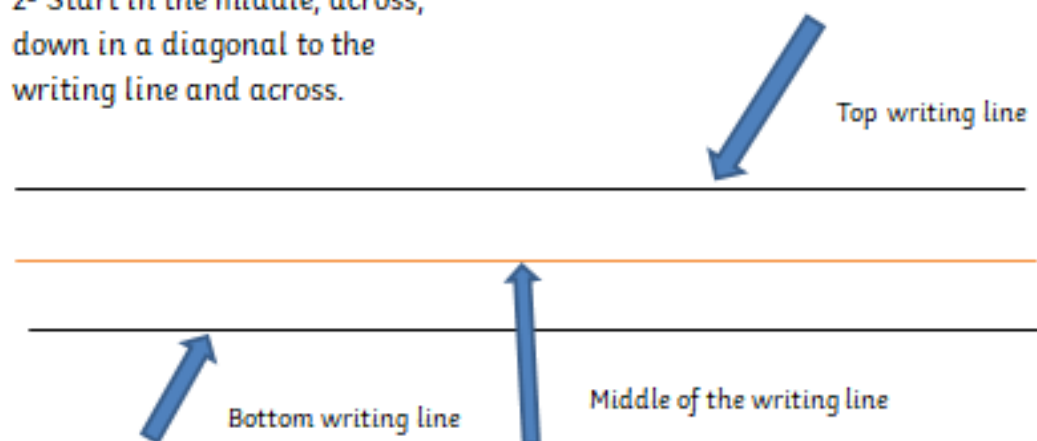 z- Start in the middle, across,
down in a diagonal to the
writing line and across.
Top writing line
Middle of the writing line
Bottom writing line